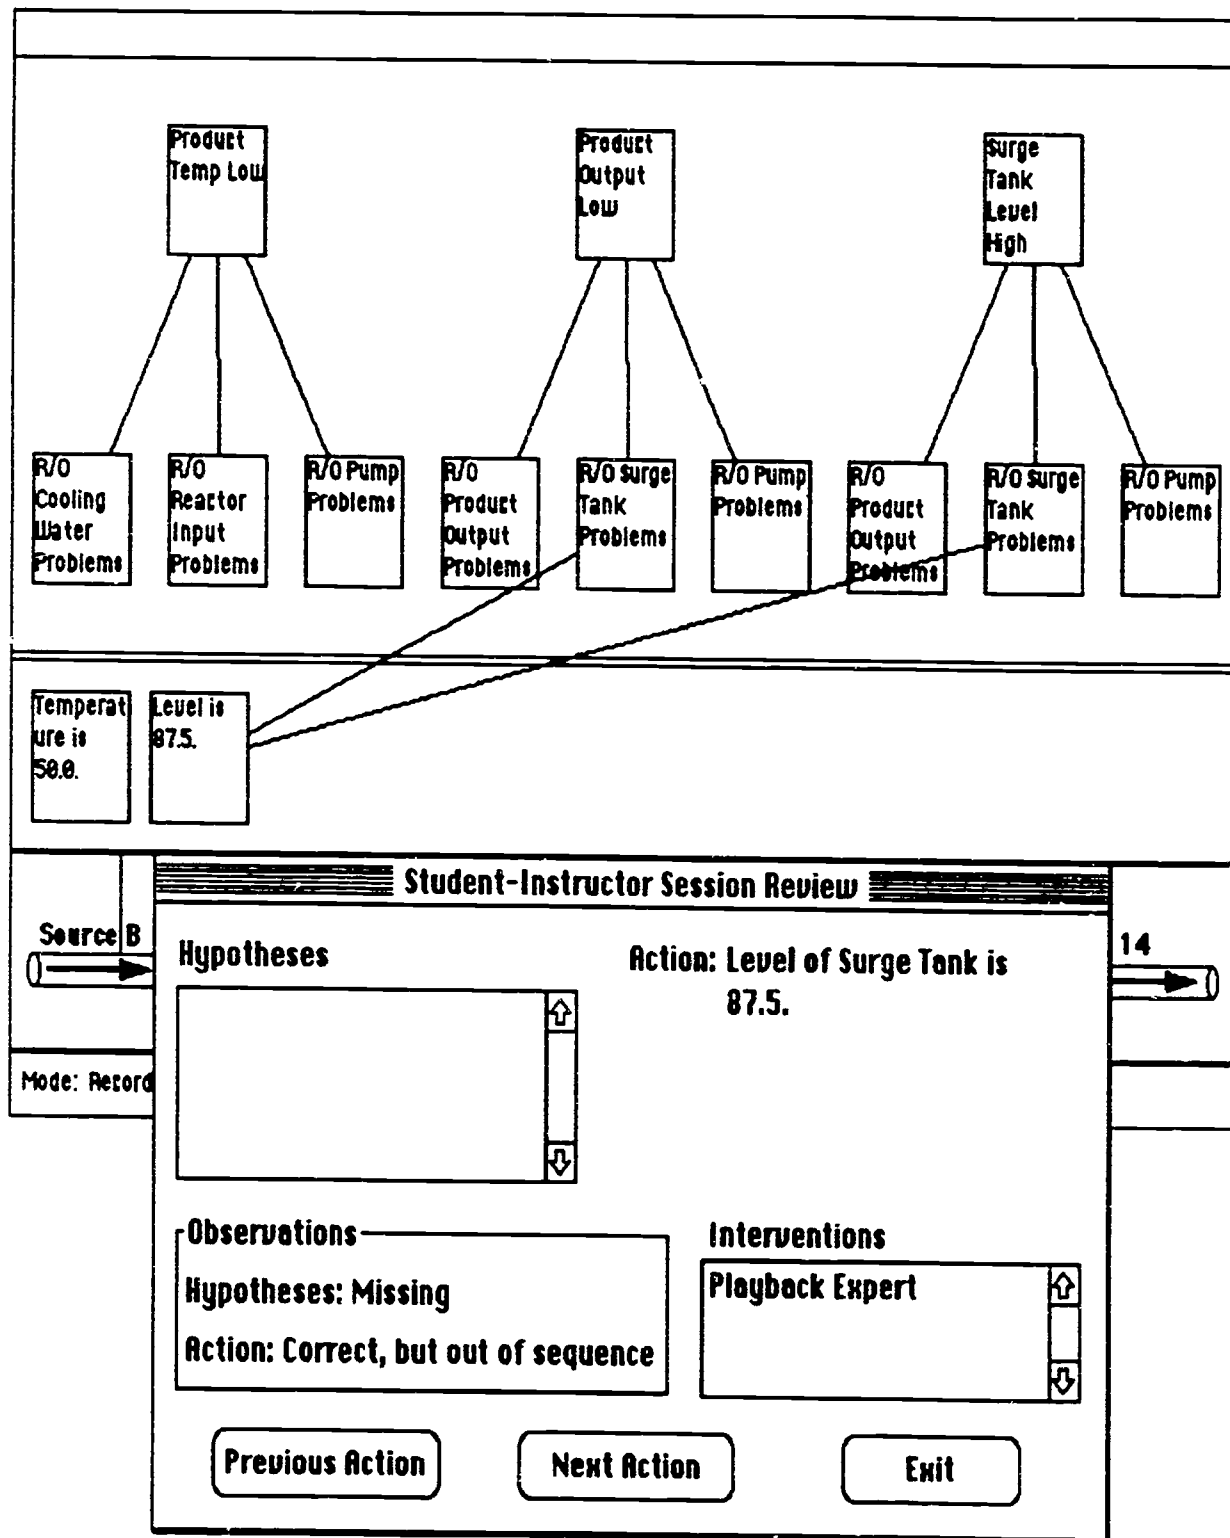 Product
Temp Low
Product
Output
Low
Surge
Tank
Level
High
R/O
Cooling
Water
Problems
R/O
Reactor
Input
Problems
R/O Pump
Problems
R/O
Product
Output
Problems
R/O Surge
Tank
Problems
R/O Pump
Problems
R/O
Product
Output
Problems
R/O Surge
Tank
Problems
R/O Pump
Problems
Temperat
ure is
50.0.
Level is
87.5.
Student-Instructor Session Review
Source B
14
Hypotheses
Action: Level of Surge Tank is
87.5.
Mode: Record
Observations
Hypotheses: Missing
Action: Correct, but out of sequence
Interventions
Playback Expert
Previous Action
Next Action
Exit